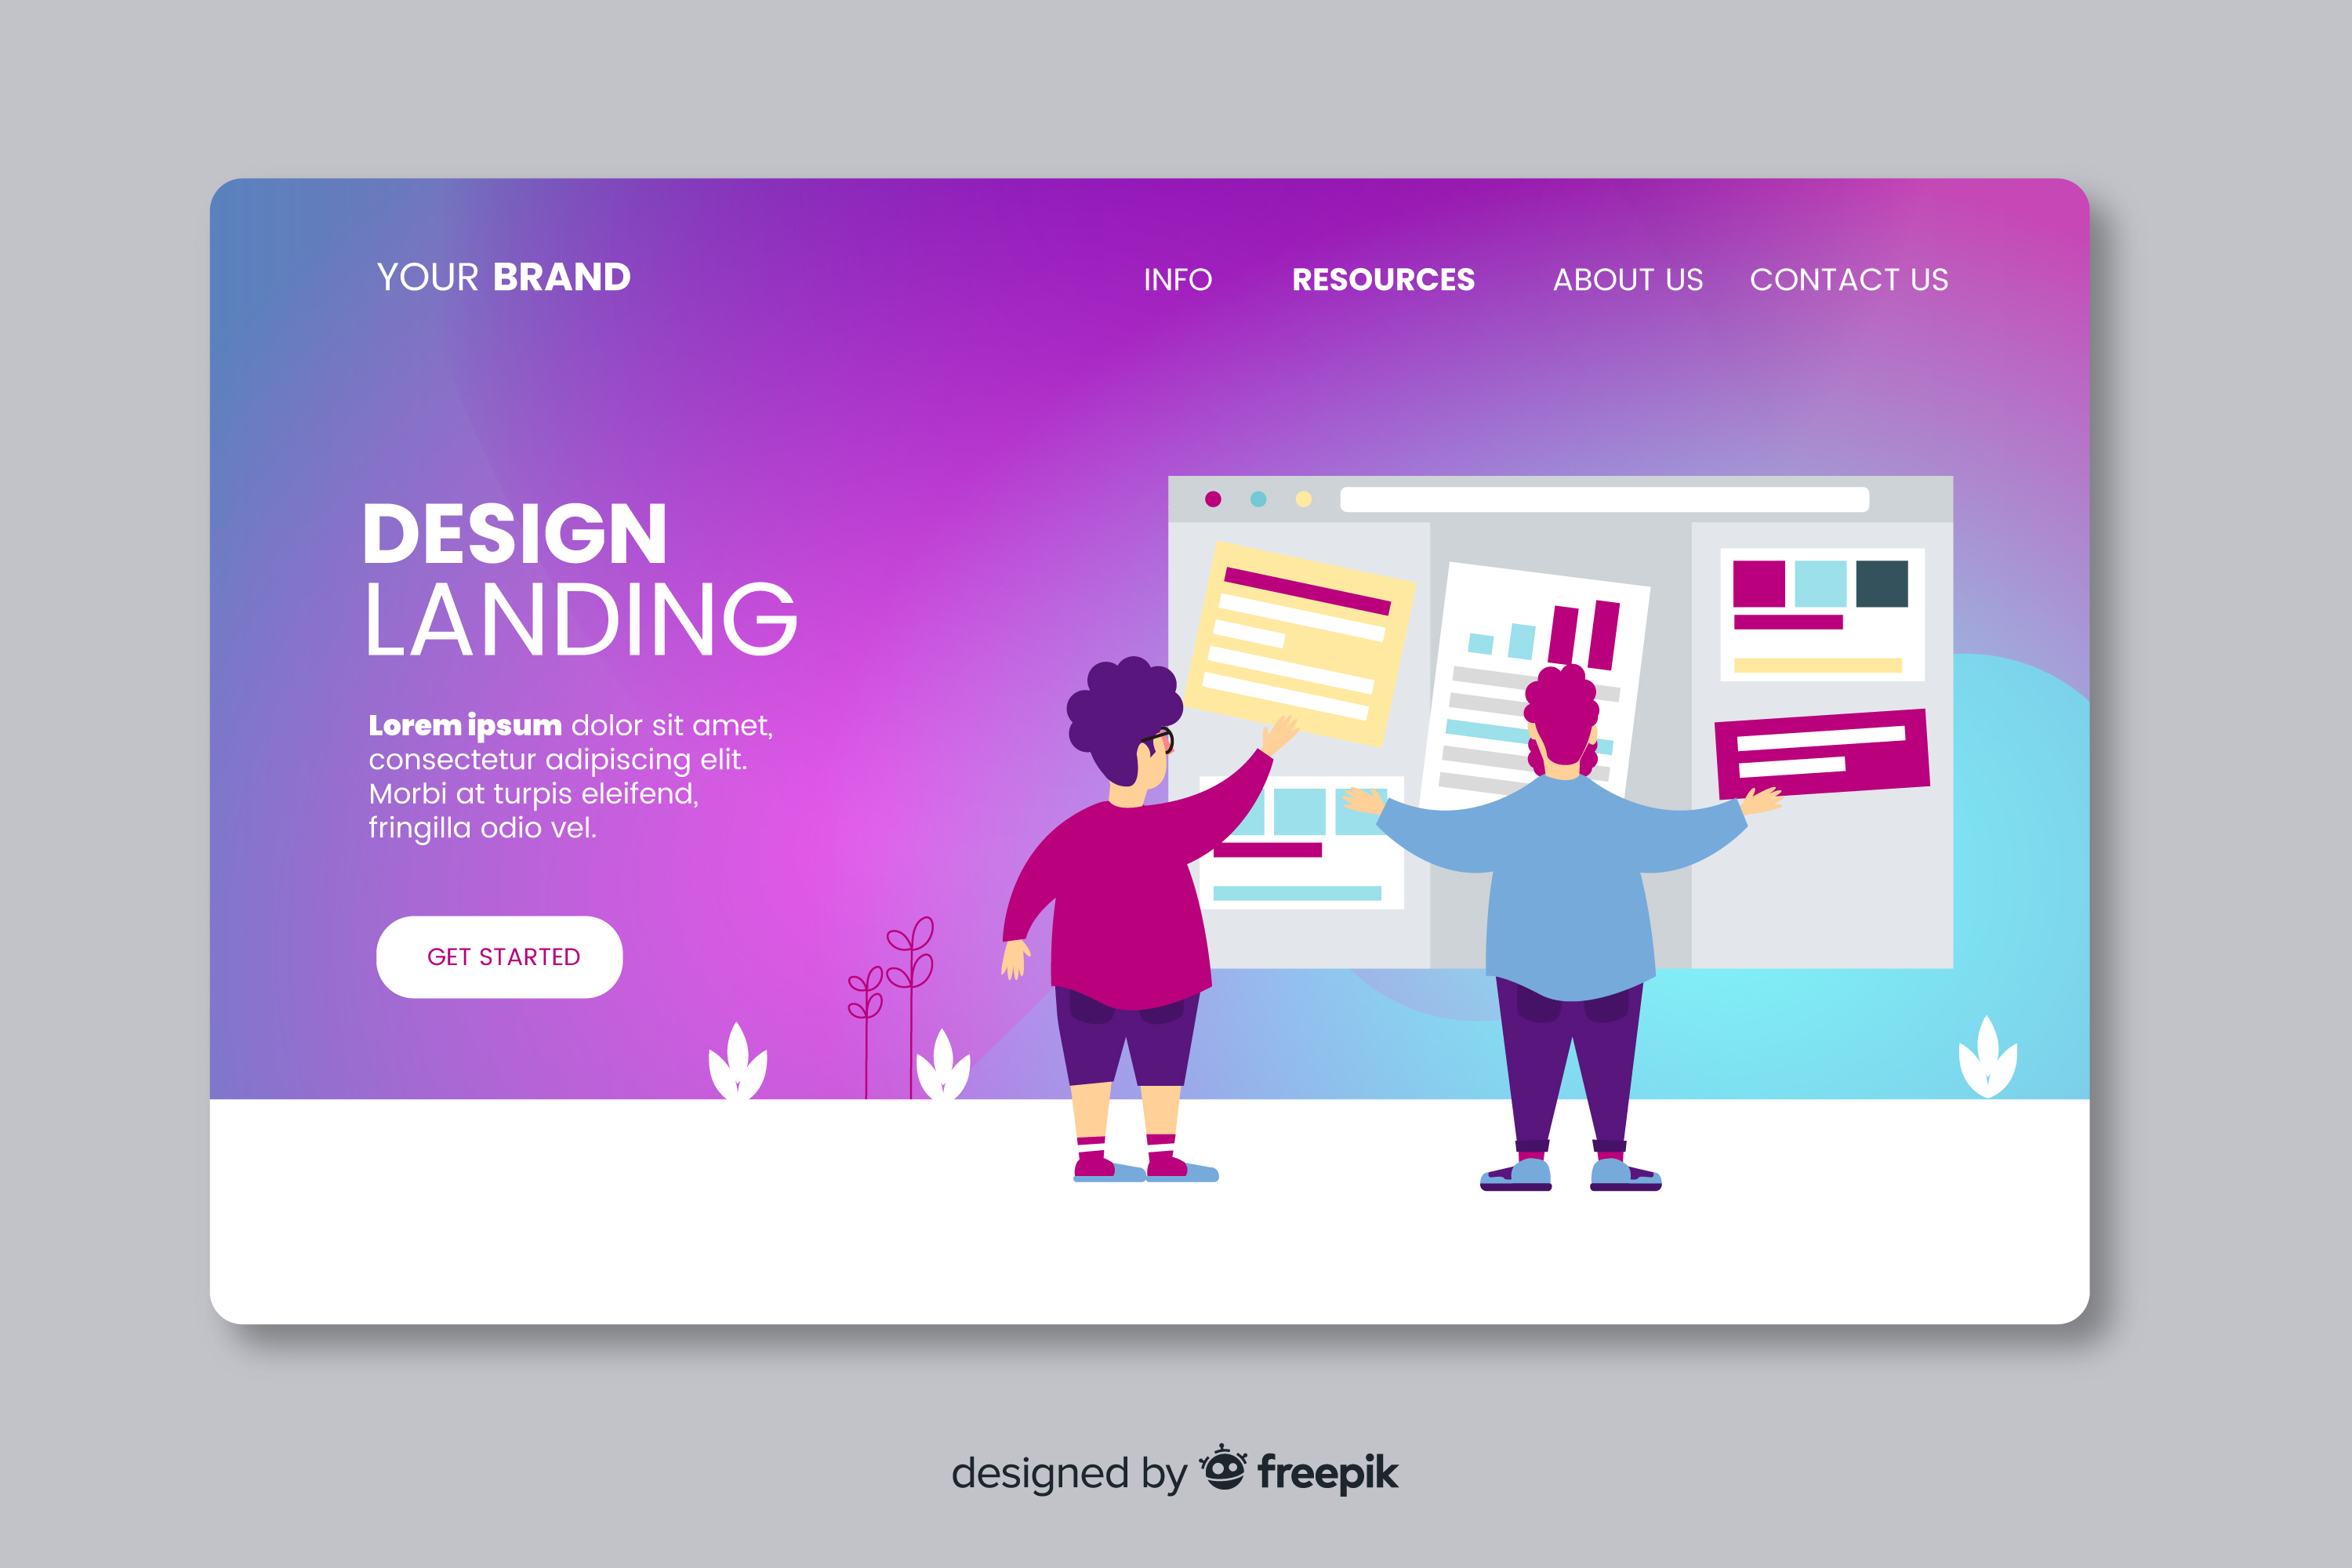 YOUR BRAND
INFO RESOURCES ABOUT US CONTACT US
DESIGN
LANDING
Lorem ipsum dolor sit amet,
consectetur adipiscing elit.
Morbi at turpis eleifend,
fringilla odio vel.
GET STARTED
designed by freepik